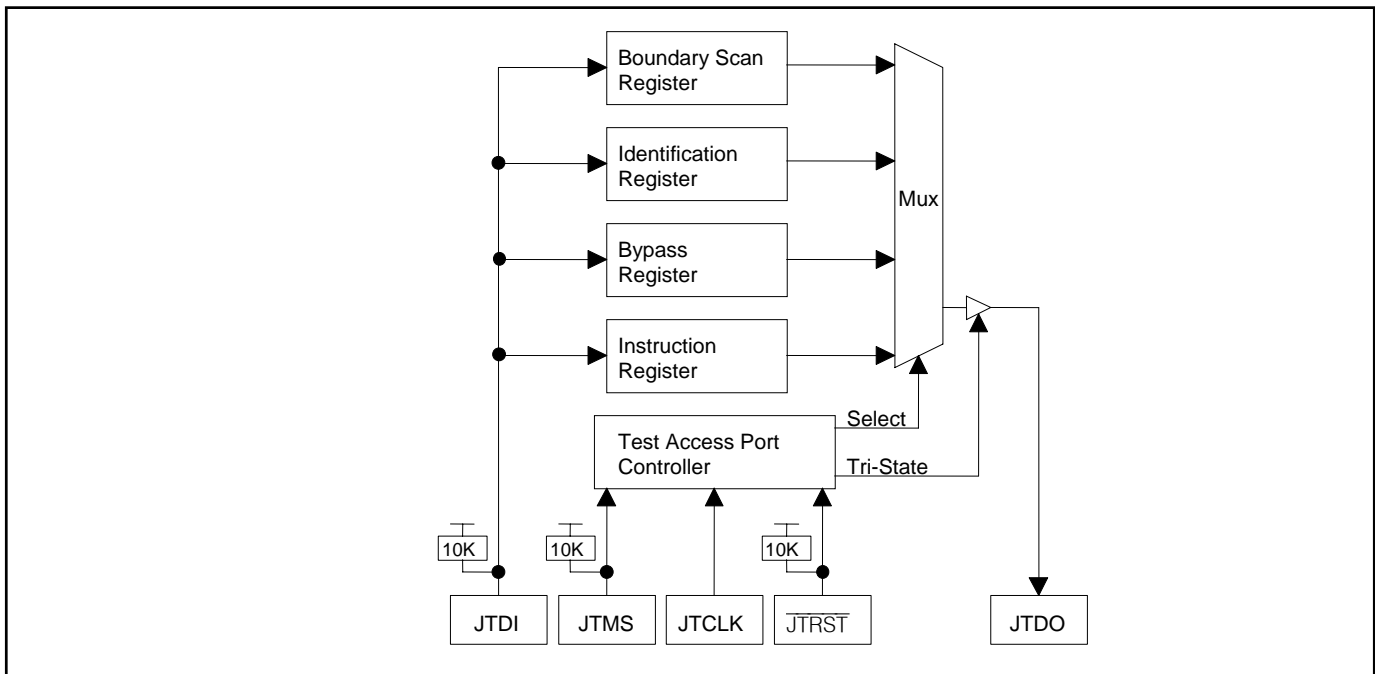 Boundary Scan
Register
Identification
Register
Mux
Bypass
Register
Instruction
Register
Select
Test Access Port
Controller
Tri-State
10K
10K
10K
JTDI
JTMS
JTCLK
JTRST
JTDO